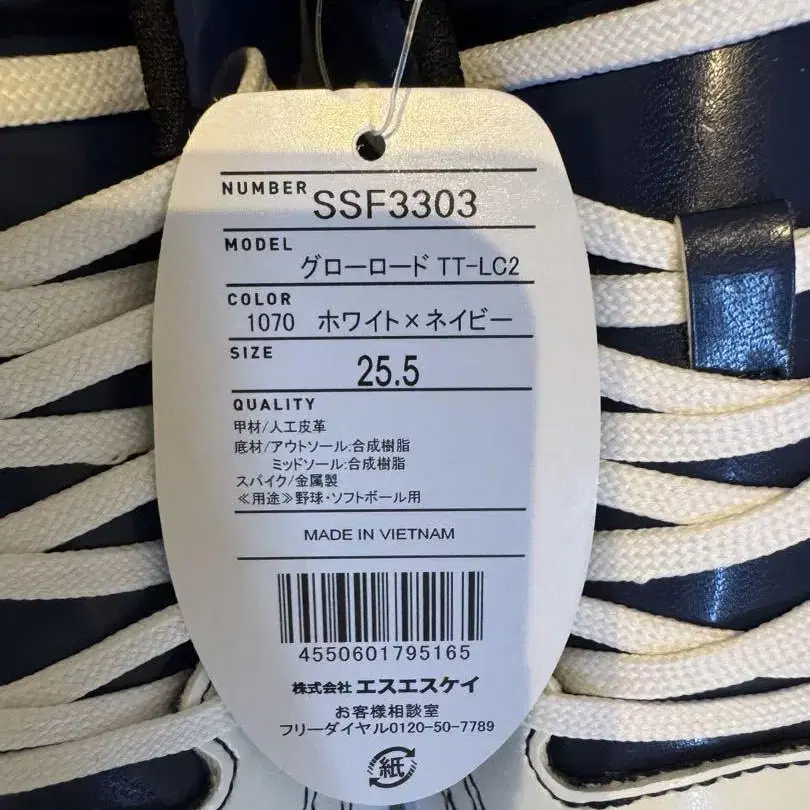 NUMBER SSF3303
MODEL
グローロード TT-LC2
COLOR
1070 ホワイト×ネイビー
SIZE
25.5
QUALITY
甲材/人工皮革
底材/アウトソール:合成樹脂
ミッドソール:合成樹脂
スパイク/金属製
≪用途≫野球・ソフトボール用
MADE IN VIETNAM
4550601795165
株式会社 エスエスケイ
お客様相談室
フリーダイヤル0120-50-7789
紙